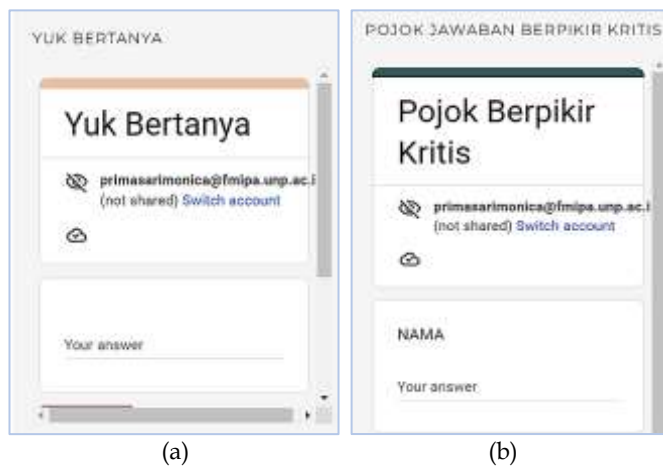 YUK BERTANYA
Yuk Bertanya
primasarimonica@fmipa.unp.ac.i
(not shared) Switch account
Your answer
(a)
POJOK JAWABAN BERPIKIR KRITIS
Pojok Berpikir
Kritis
primasarimonica@fmipa.unp.ac.i
(not shared) Switch account
NAMA
Your answer
(b)